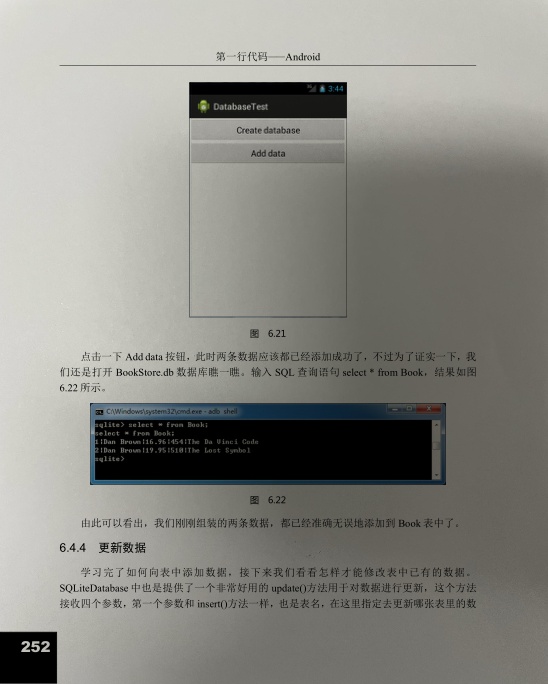 第一行代码——Android
3:44
DatabaseTest
Create database
Add data
图 6.21
点击一下 Add data 按钮，此时两条数据应该都已经添加成功了，不过为了证实一下，我
们还是打开 BookStore.db 数据库瞧一瞧。输入 SQL 查询语句 select * from Book，结果如图
6.22 所示。
C:\Windows\system32\cmd.exe - adb shell
sqlite> select * from Book;
select * from Book;
1|Dan Brown|16.96|454|The Da Vinci Code
2|Dan Brown|19.95|510|The Lost Symbol
sqlite>
图 6.22
由此可以看出，我们刚刚组装的两条数据，都已经准确无误地添加到 Book 表中了。
6.4.4 更新数据
学习完了如何向表中添加数据，接下来我们看看怎样才能修改表中已有的数据。
SQLiteDatabase 中也是提供了一个非常好用的 update()方法用于对数据进行更新，这个方法
接收四个参数，第一个参数和 insert()方法一样，也是表名，在这里指定去更新哪张表里的数
252